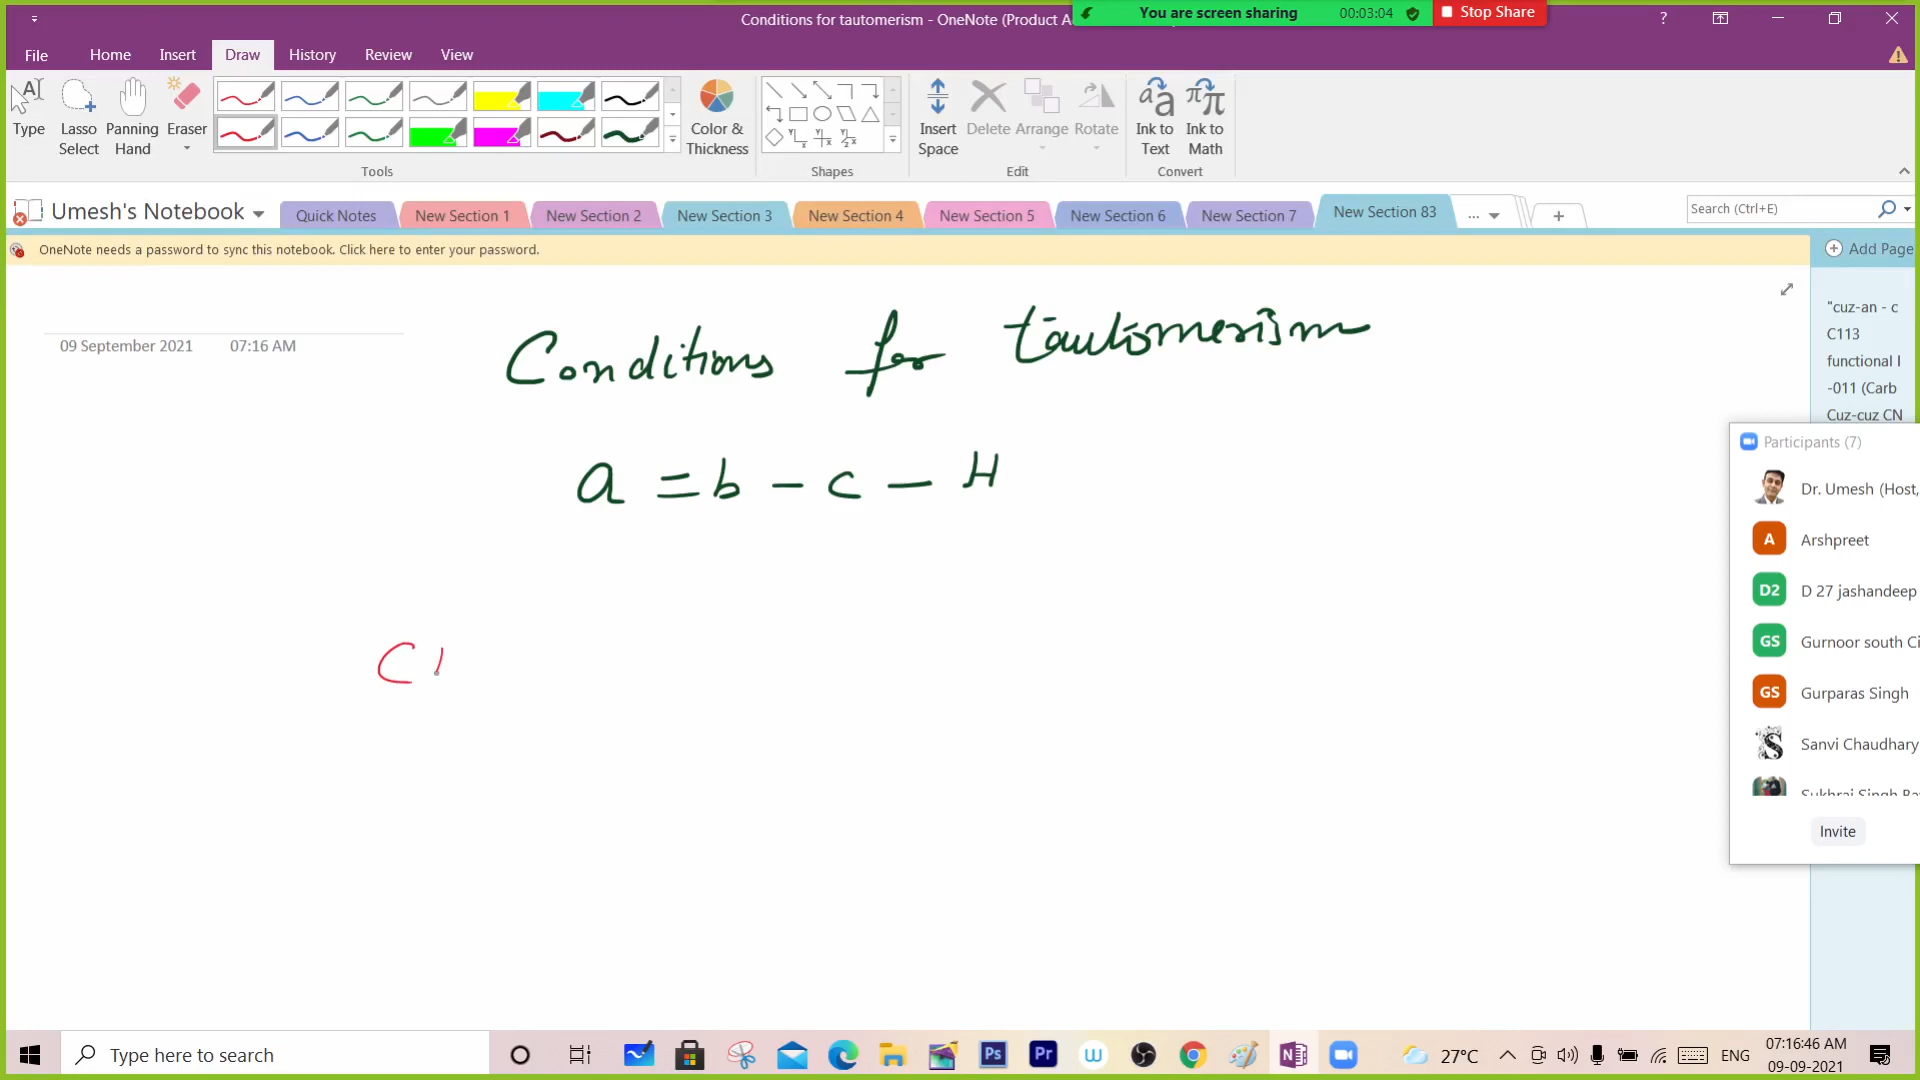 Conditions for tautomerism - OneNote (Product A
You are screen sharing 00:03:04 Stop Share
?
File Home Insert Draw History Review View
Type
Lasso Select
Panning Hand
Eraser
Color & Thickness
Insert Space
Delete Arrange Rotate
Ink to Text
Ink to Math
Tools Shapes Edit Convert
Umesh's Notebook Quick Notes New Section 1 New Section 2 New Section 3 New Section 4 New Section 5 New Section 6 New Section 7 New Section 83 ... Search (Ctrl+E)
OneNote needs a password to sync this notebook. Click here to enter your password.
Add Page
"cuz-an - c
C113
functional I
-011 (Carb
Cuz-cuz CN
09 September 2021 07:16 AM
Conditions for tautomerism
a = b - c - H
C
Participants (7)
Dr. Umesh (Host,
A Arshpreet
D2 D 27 jashandeep
GS Gurnoor south Ci
GS Gurparas Singh
S Sanvi Chaudhary
Invite
Type here to search
Ps Pr W N
27°C ENG 07:16:46 AM
09-09-2021